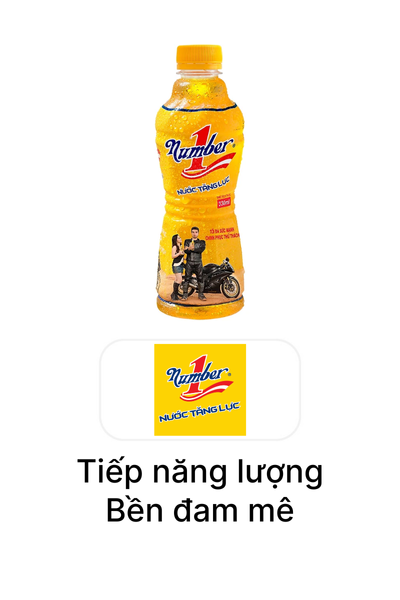 Number 1®
NƯỚC TĂNG LỰC
330ml
Number 1®
NƯỚC TĂNG LỰC
Tiếp năng lượng
Bền đam mê